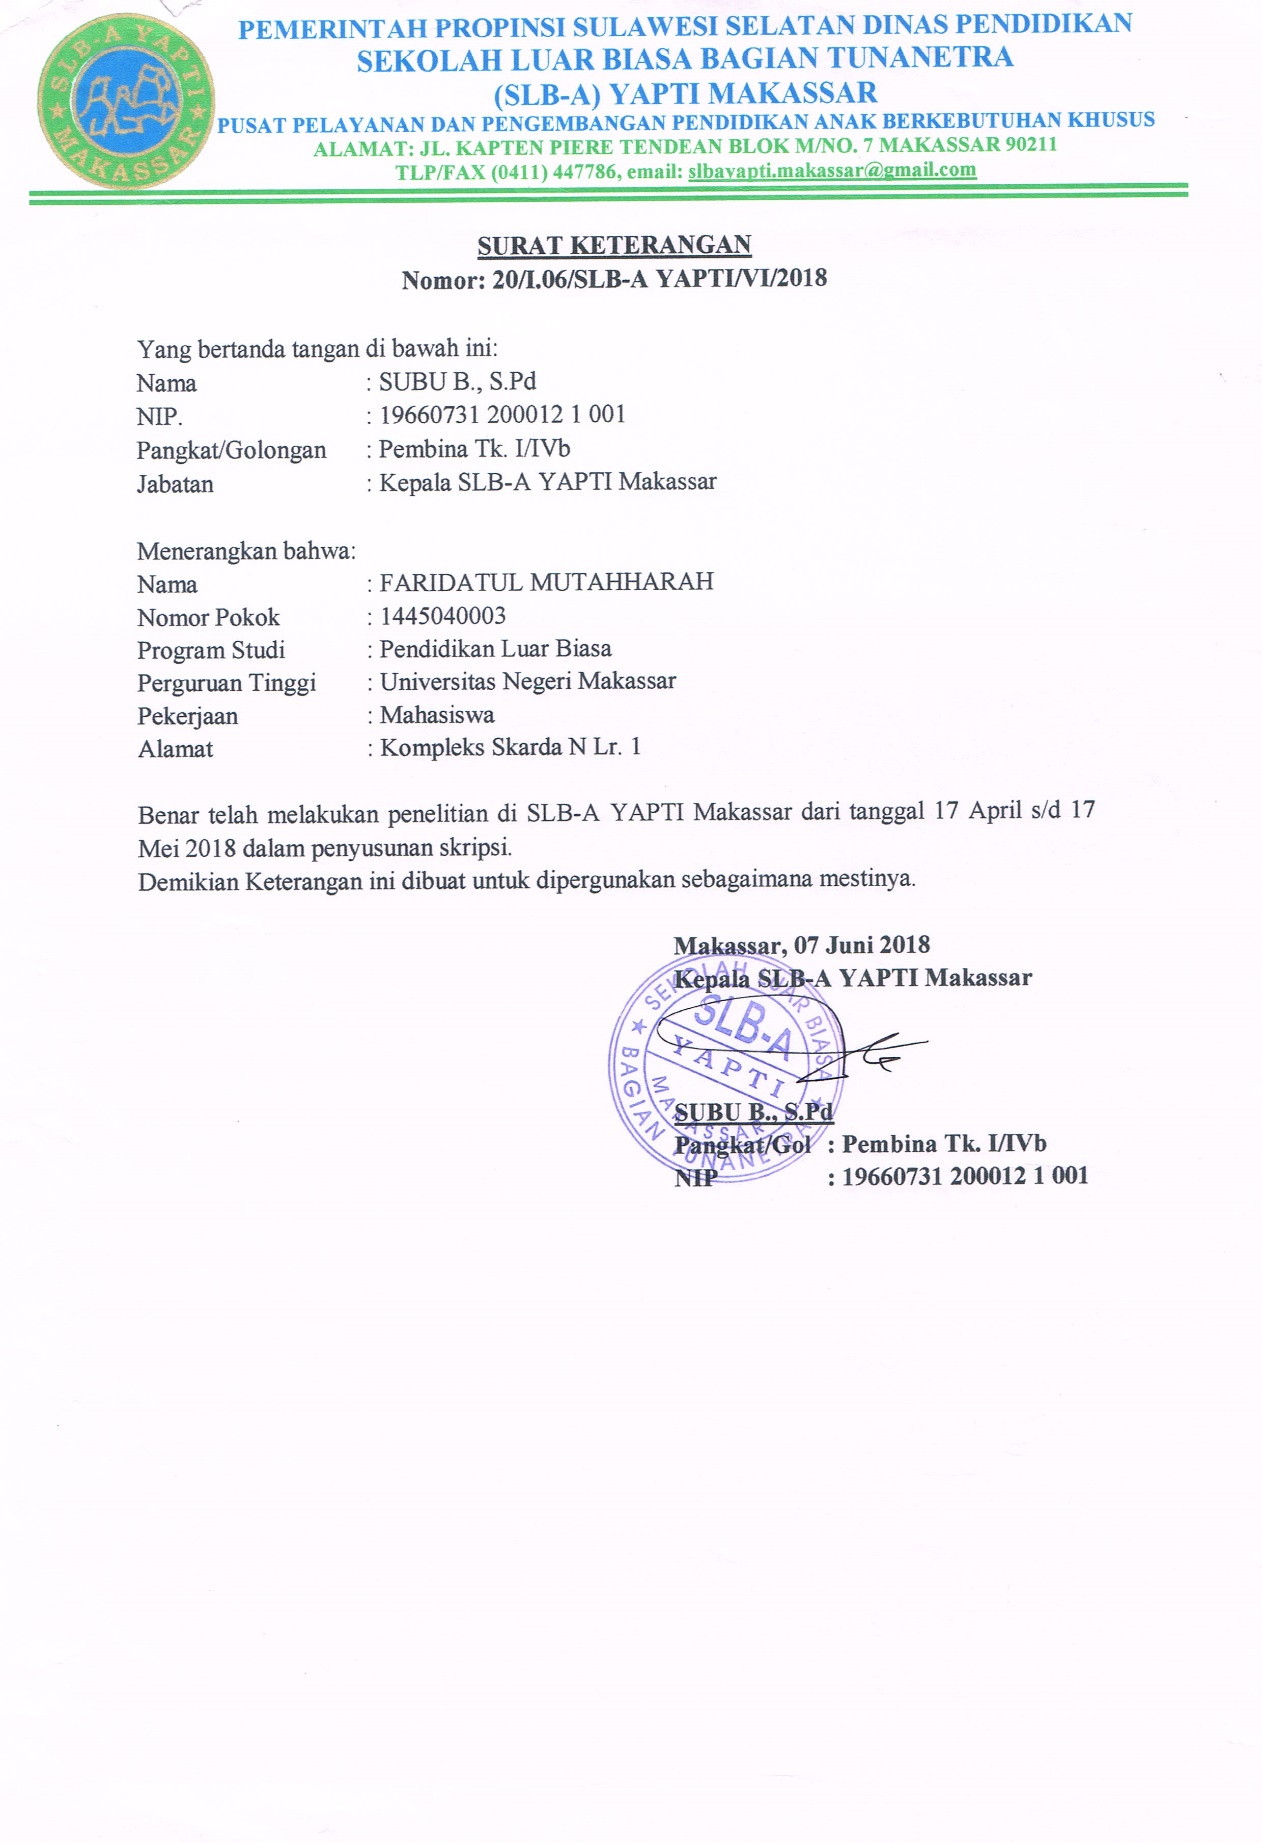 SLB-A YAPTI
MAKASSAR
PEMERINTAH PROPINSI SULAWESI SELATAN DINAS PENDIDIKAN
SEKOLAH LUAR BIASA BAGIAN TUNANETRA
(SLB-A) YAPTI MAKASSAR
PUSAT PELAYANAN DAN PENGEMBANGAN PENDIDIKAN ANAK BERKEBUTUHAN KHUSUS
ALAMAT: JL. KAPTEN PIERE TENDEAN BLOK M/NO. 7 MAKASSAR 90211
TLP/FAX (0411) 447786, email: slbayapti.makassar@gmail.com
SURAT KETERANGAN
Nomor: 20/I.06/SLB-A YAPTI/VI/2018
Yang bertanda tangan di bawah ini:
Nama : SUBU B., S.Pd
NIP. : 19660731 200012 1 001
Pangkat/Golongan : Pembina Tk. I/IVb
Jabatan : Kepala SLB-A YAPTI Makassar
Menerangkan bahwa:
Nama : FARIDATUL MUTAHHARAH
Nomor Pokok : 1445040003
Program Studi : Pendidikan Luar Biasa
Perguruan Tinggi : Universitas Negeri Makassar
Pekerjaan : Mahasiswa
Alamat : Kompleks Skarda N Lr. 1
Benar telah melakukan penelitian di SLB-A YAPTI Makassar dari tanggal 17 April s/d 17
Mei 2018 dalam penyusunan skripsi.
Demikian Keterangan ini dibuat untuk dipergunakan sebagaimana mestinya.
Makassar, 07 Juni 2018
Kepala SLB-A YAPTI Makassar
SEKOLAH LUAR BIASA
BAGIAN TUNANETRA
SLB-A
YAPTI
MAKASSAR
SUBU B., S.Pd
Pangkat/Gol : Pembina Tk. I/IVb
NIP : 19660731 200012 1 001